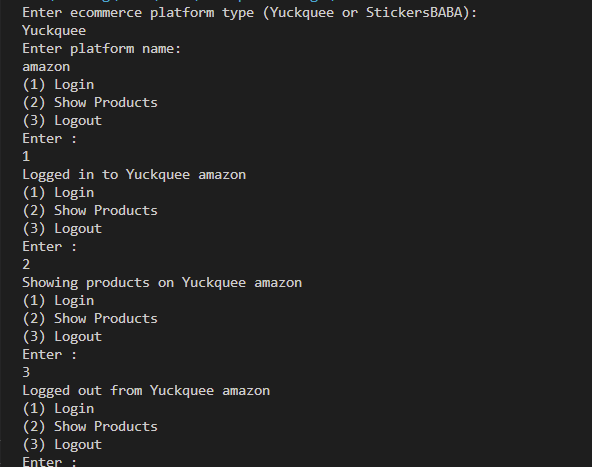 Enter ecommerce platform type (Yuckquee or StickersBABA):
Yuckquee
Enter platform name:
amazon
(1) Login
(2) Show Products
(3) Logout
Enter :
1
Logged in to Yuckquee amazon
(1) Login
(2) Show Products
(3) Logout
Enter :
2
Showing products on Yuckquee amazon
(1) Login
(2) Show Products
(3) Logout
Enter :
3
Logged out from Yuckquee amazon
(1) Login
(2) Show Products
(3) Logout
Enter :